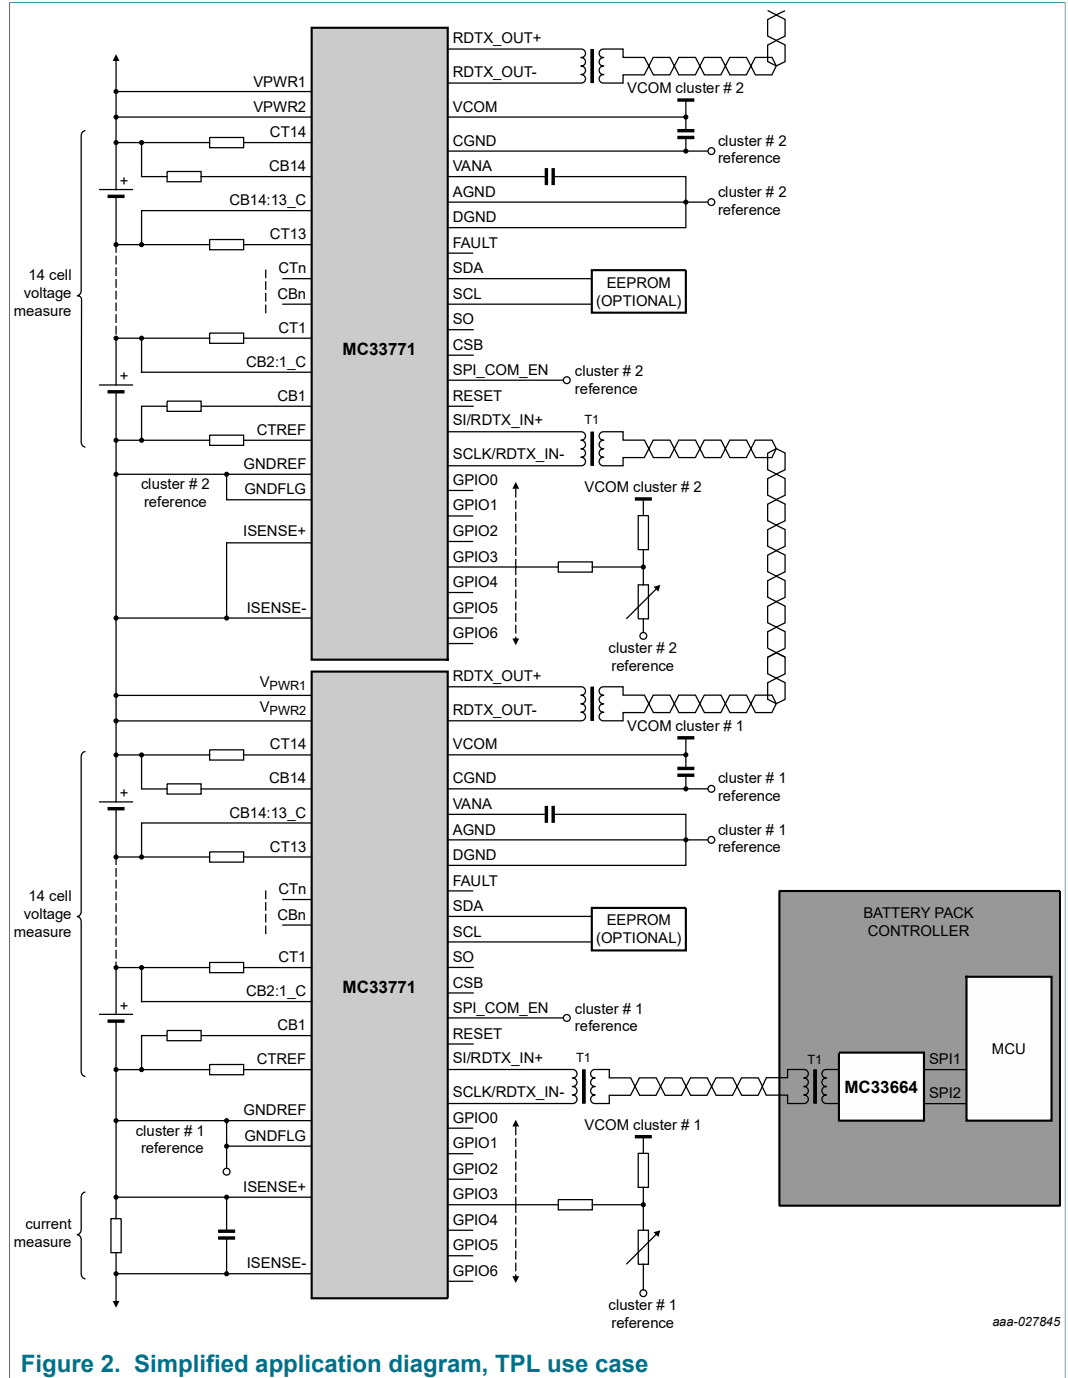 RDTX_OUT+
RDTX_OUT-
VCOM cluster # 2
VPWR1
VPWR2
VCOM
CT14
CGND
cluster # 2
reference
CB14
VANA
CB14:13_C
AGND
cluster # 2
reference
DGND
CT13
FAULT
14 cell
voltage
measure
CTn
SDA
EEPROM
(OPTIONAL)
CBn
SCL
CT1
SO
MC33771
CSB
CB2:1_C
SPI_COM_EN
cluster # 2
reference
CB1
RESET
CTREF
SI/RDTX_IN+
T1
SCLK/RDTX_IN-
GNDREF
cluster # 2
reference
GNDFLG
GPIO0
VCOM cluster # 2
GPIO1
ISENSE+
GPIO2
GPIO3
GPIO4
ISENSE-
GPIO5
GPIO6
cluster # 2
reference
VPWR1
VPWR2
RDTX_OUT+
RDTX_OUT-
VCOM cluster # 1
CT14
VCOM
CB14
CGND
cluster # 1
reference
CB14:13_C
VANA
AGND
cluster # 1
reference
CT13
DGND
FAULT
14 cell
voltage
measure
CTn
SDA
EEPROM
(OPTIONAL)
CBn
SCL
CT1
SO
MC33771
CSB
CB2:1_C
SPI_COM_EN
cluster # 1
reference
CB1
RESET
CTREF
SI/RDTX_IN+
T1
SCLK/RDTX_IN-
BATTERY PACK
CONTROLLER
MCU
T1
MC33664
SPI1
SPI2
GNDREF
cluster # 1
reference
GNDFLG
GPIO0
VCOM cluster # 1
GPIO1
GPIO2
ISENSE+
GPIO3
current
measure
GPIO4
GPIO5
ISENSE-
GPIO6
cluster # 1
reference
aaa-027845
Figure 2. Simplified application diagram, TPL use case